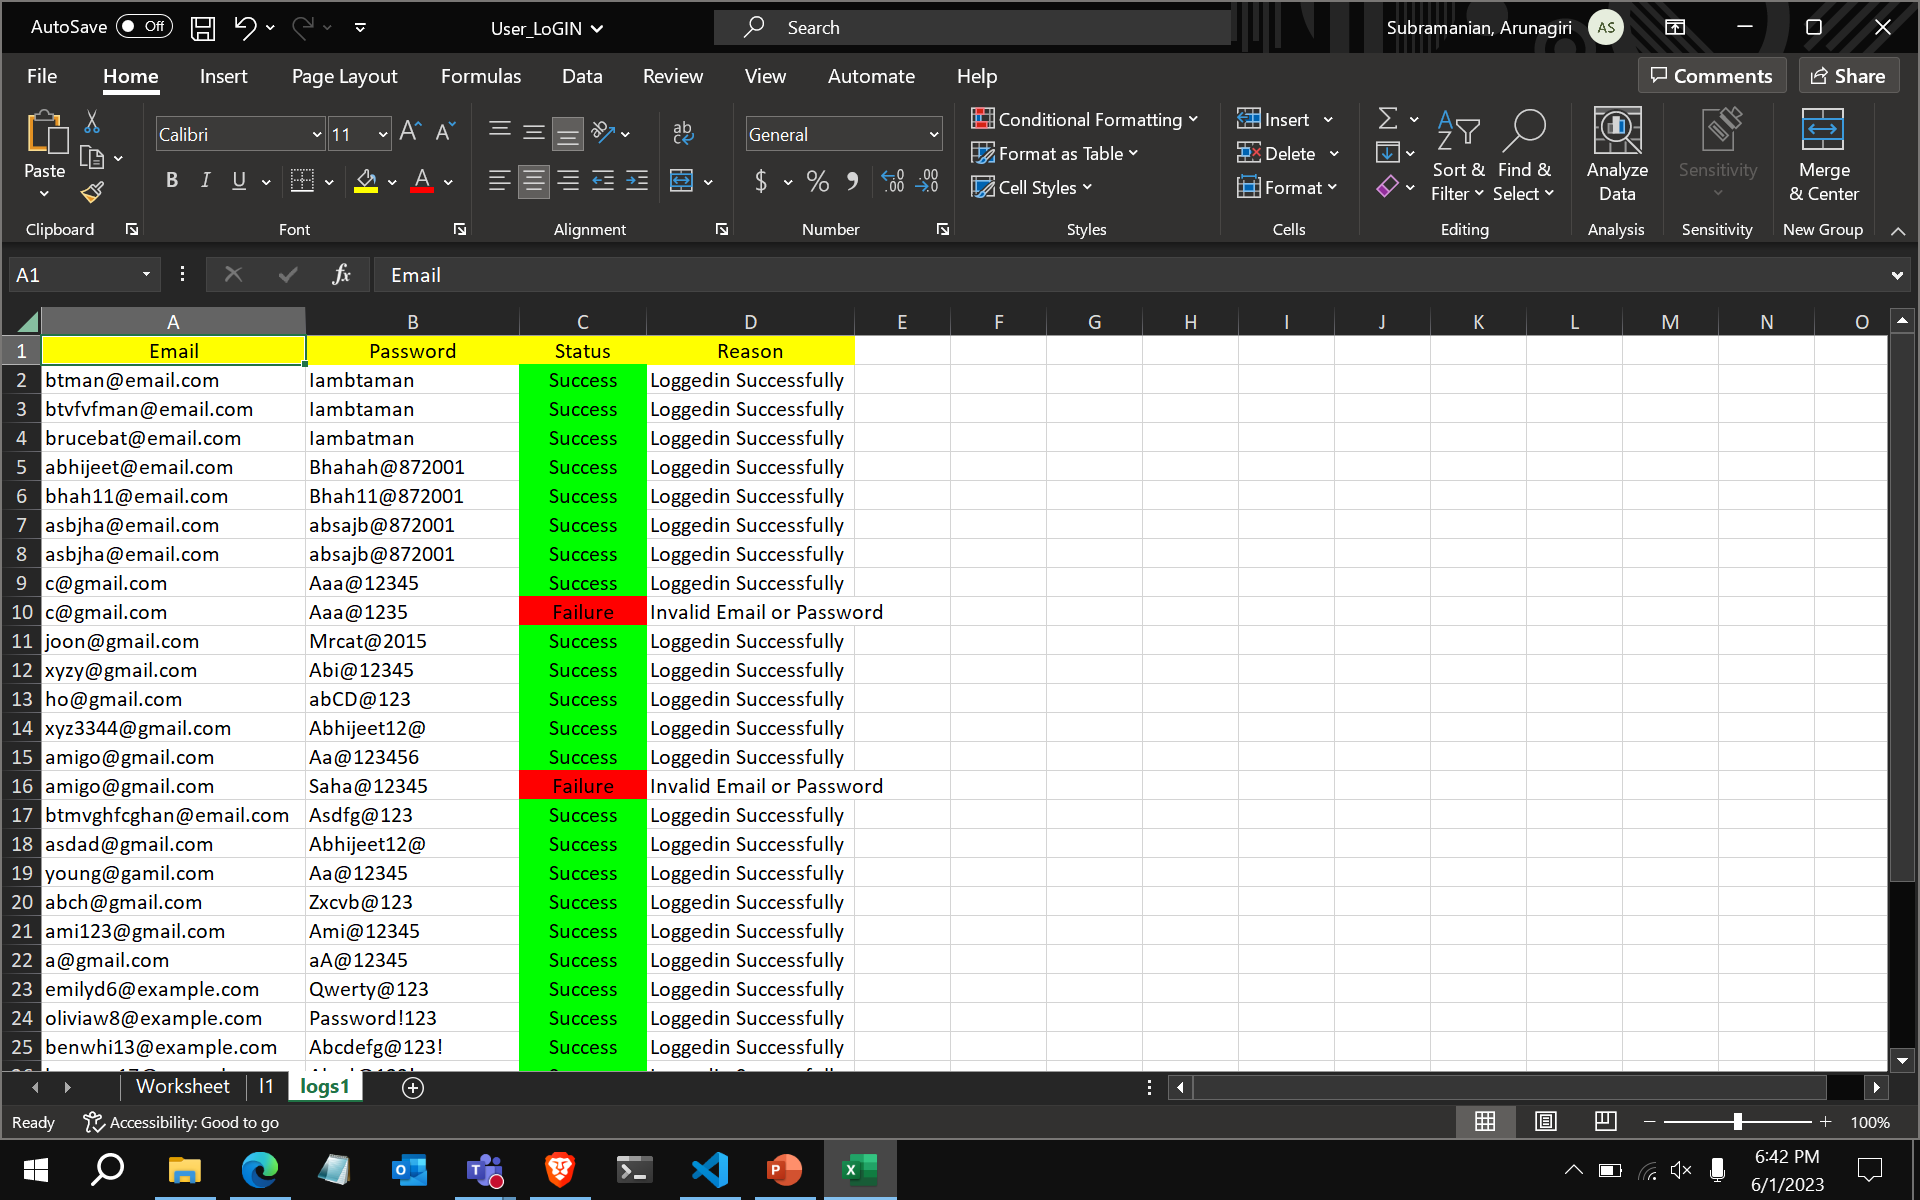 AutoSave Off User_LoGIN Search Subramanian, Arunagiri AS
File Home Insert Page Layout Formulas Data Review View Automate Help Comments Share
Calibri 11 General Conditional Formatting Insert
Format as Table Delete
Paste Sort & Find & Analyze Sensitivity Merge
B I U $ % Cell Styles Format Filter Select Data & Center
Clipboard Font Alignment Number Styles Cells Editing Analysis Sensitivity New Group
A1 fx Email
A B C D E F G H I J K L M N O
1 Email Password Status Reason
2 btman@email.com Iambtaman Success Loggedin Successfully
3 btvfvfman@email.com Iambtaman Success Loggedin Successfully
4 brucebat@email.com Iambatman Success Loggedin Successfully
5 abhijeet@email.com Bhahah@872001 Success Loggedin Successfully
6 bhah11@email.com Bhah11@872001 Success Loggedin Successfully
7 asbjha@email.com absajb@872001 Success Loggedin Successfully
8 asbjha@email.com absajb@872001 Success Loggedin Successfully
9 c@gmail.com Aaa@12345 Success Loggedin Successfully
10 c@gmail.com Aaa@1235 Failure Invalid Email or Password
11 joon@gmail.com Mrcat@2015 Success Loggedin Successfully
12 xyzy@gmail.com Abi@12345 Success Loggedin Successfully
13 ho@gmail.com abCD@123 Success Loggedin Successfully
14 xyz3344@gmail.com Abhijeet12@ Success Loggedin Successfully
15 amigo@gmail.com Aa@123456 Success Loggedin Successfully
16 amigo@gmail.com Saha@12345 Failure Invalid Email or Password
17 btmvghfcghan@email.com Asdfg@123 Success Loggedin Successfully
18 asdad@gmail.com Abhijeet12@ Success Loggedin Successfully
19 young@gamil.com Aa@12345 Success Loggedin Successfully
20 abch@gmail.com Zxcvb@123 Success Loggedin Successfully
21 ami123@gmail.com Ami@12345 Success Loggedin Successfully
22 a@gmail.com aA@12345 Success Loggedin Successfully
23 emilyd6@example.com Qwerty@123 Success Loggedin Successfully
24 oliviaw8@example.com Password!123 Success Loggedin Successfully
25 benwhi13@example.com Abcdefg@123! Success Loggedin Successfully
Worksheet l1 logs1
Ready Accessibility: Good to go 100%
6:42 PM
6/1/2023